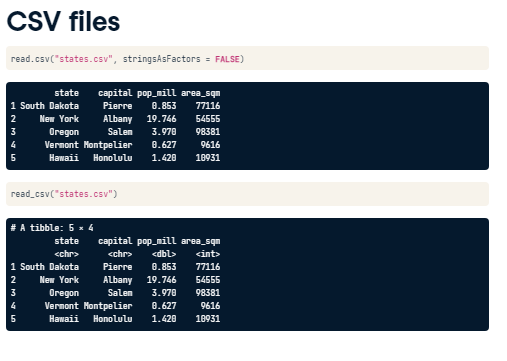 CSV files
read.csv("states.csv", stringsAsFactors = FALSE)
state capital pop_mill area_sqm
1 South Dakota Pierre 0.853 77116
2 New York Albany 19.746 54555
3 Oregon Salem 3.970 98381
4 Vermont Montpelier 0.627 9616
5 Hawaii Honolulu 1.420 10931
read_csv("states.csv")
# A tibble: 5 × 4
state capital pop_mill area_sqm
<chr> <chr> <dbl> <int>
1 South Dakota Pierre 0.853 77116
2 New York Albany 19.746 54555
3 Oregon Salem 3.970 98381
4 Vermont Montpelier 0.627 9616
5 Hawaii Honolulu 1.420 10931